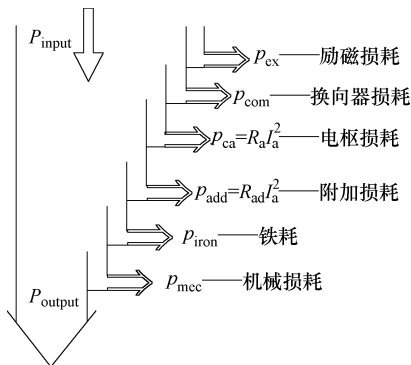 P_input
p_ex——励磁损耗
p_com——换向器损耗
p_ca=R_aI_a^2——电枢损耗
p_add=R_adI_a^2——附加损耗
p_iron——铁耗
p_mec——机械损耗
P_output